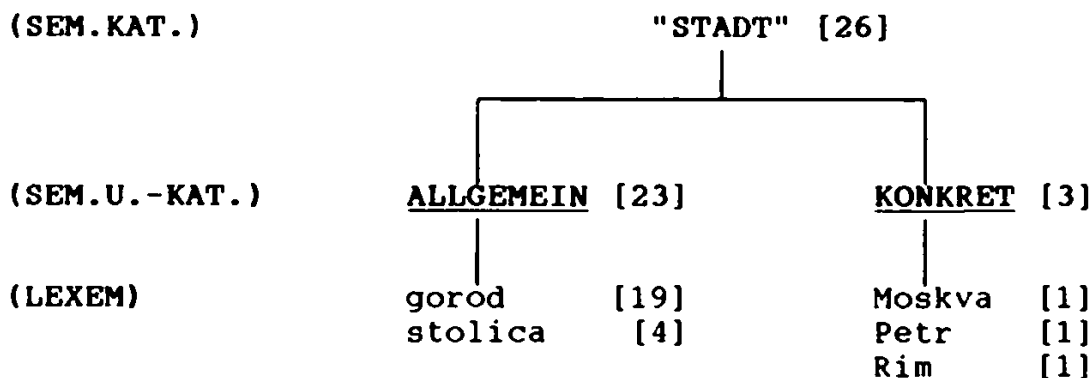 (SEM.KAT.) "STADT" [26]
(SEM.U.-KAT.) ALLGEMEIN [23] KONKRET [3]
(LEXEM) gorod [19] Moskva [1]
stolica [4] Petr [1]
Rim [1]